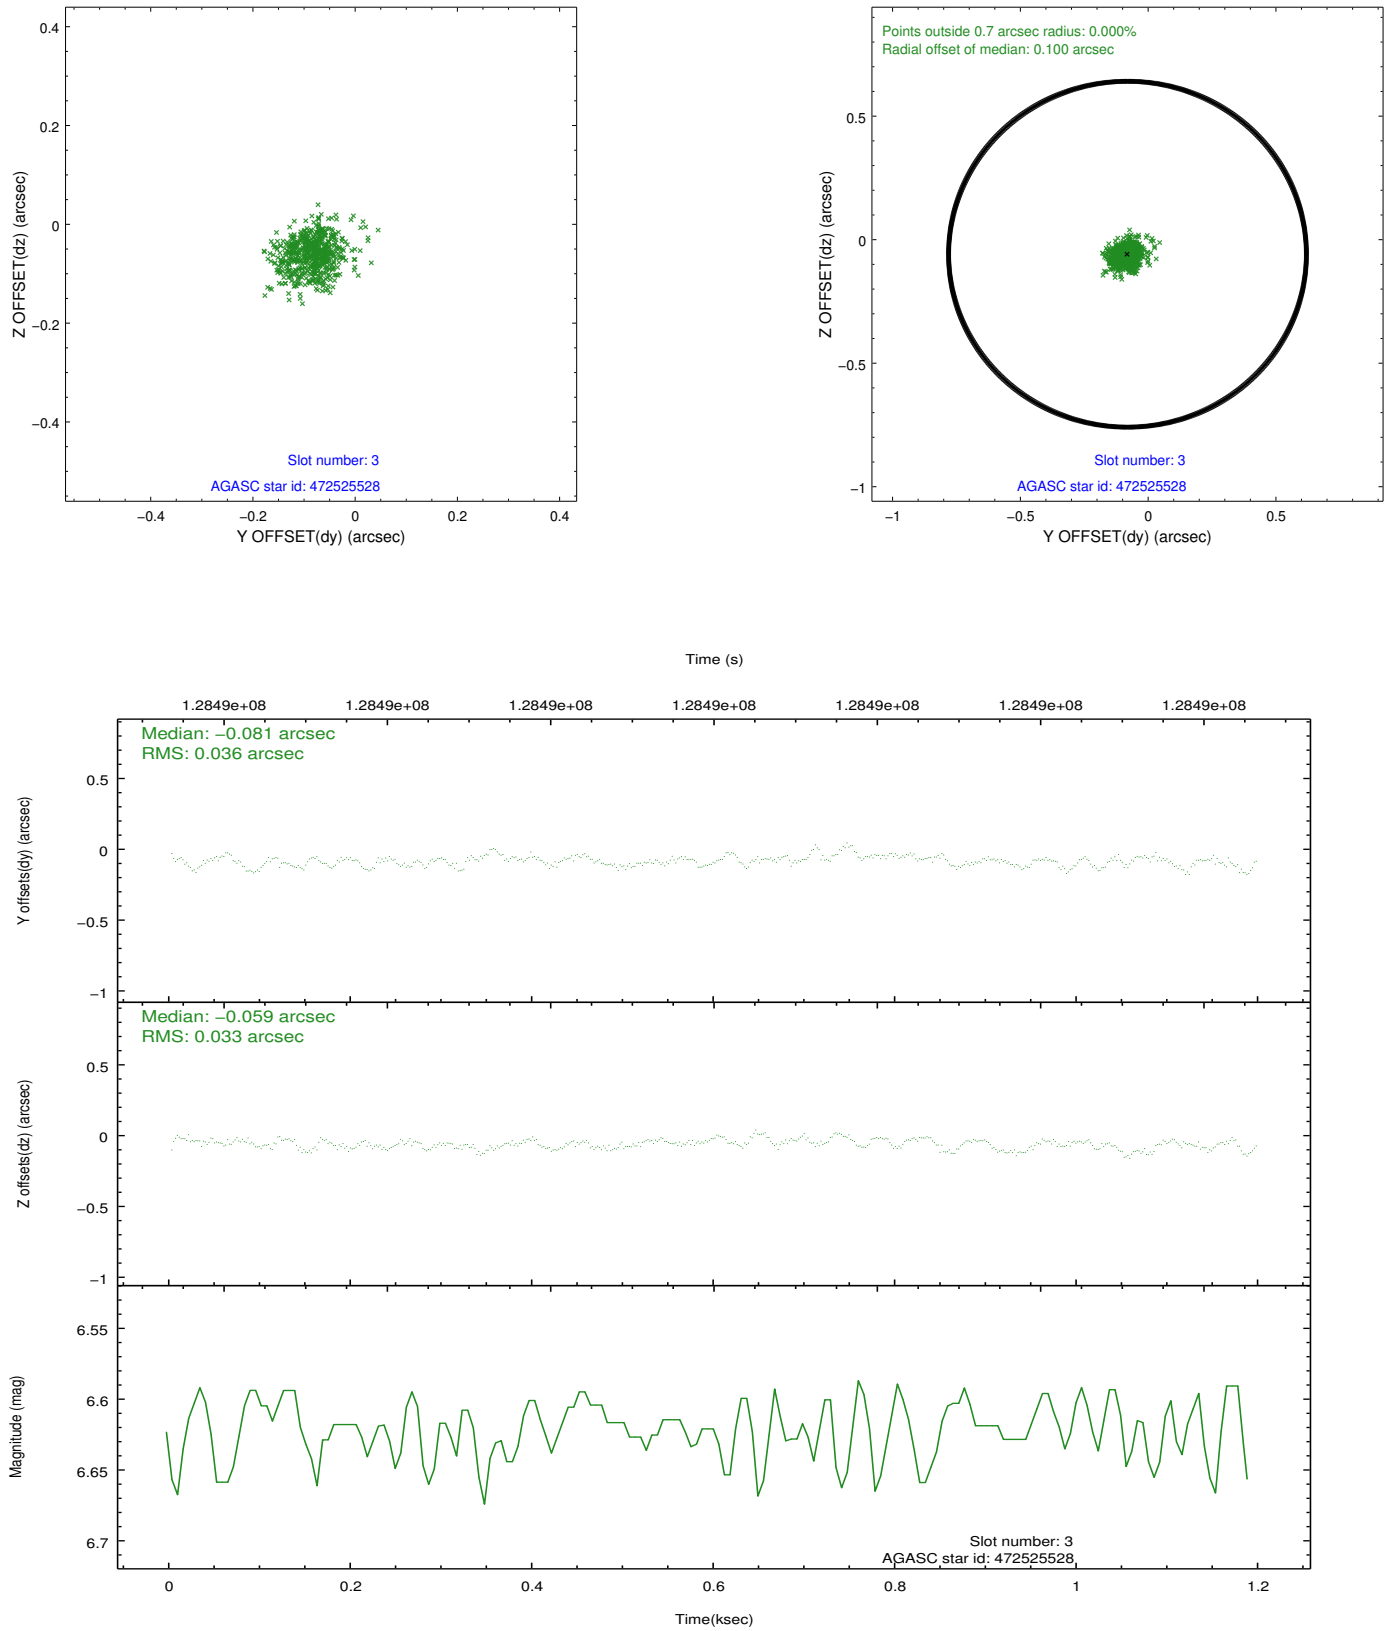 0.4
0.2
0
−0.2
−0.4
Z OFFSET(dz) (arcsec)
Slot number: 3
AGASC star id: 472525528
−0.4
−0.2
0
0.2
0.4
Y OFFSET(dy) (arcsec)
Points outside 0.7 arcsec radius: 0.000%
Radial offset of median: 0.100 arcsec
0.5
0
−0.5
−1
Z OFFSET(dz) (arcsec)
Slot number: 3
AGASC star id: 472525528
−1
−0.5
0
0.5
Y OFFSET(dy) (arcsec)
Time (s)
1.2849e+08
1.2849e+08
1.2849e+08
1.2849e+08
1.2849e+08
1.2849e+08
1.2849e+08
Median: −0.081 arcsec
RMS: 0.036 arcsec
0.5
0
−0.5
−1
Y offsets(dy) (arcsec)
Median: −0.059 arcsec
RMS: 0.033 arcsec
0.5
0
−0.5
−1
Z offsets(dz) (arcsec)
6.55
6.6
6.65
6.7
Magnitude (mag)
Slot number: 3
AGASC star id: 472525528
0
0.2
0.4
0.6
0.8
1
1.2
Time(ksec)